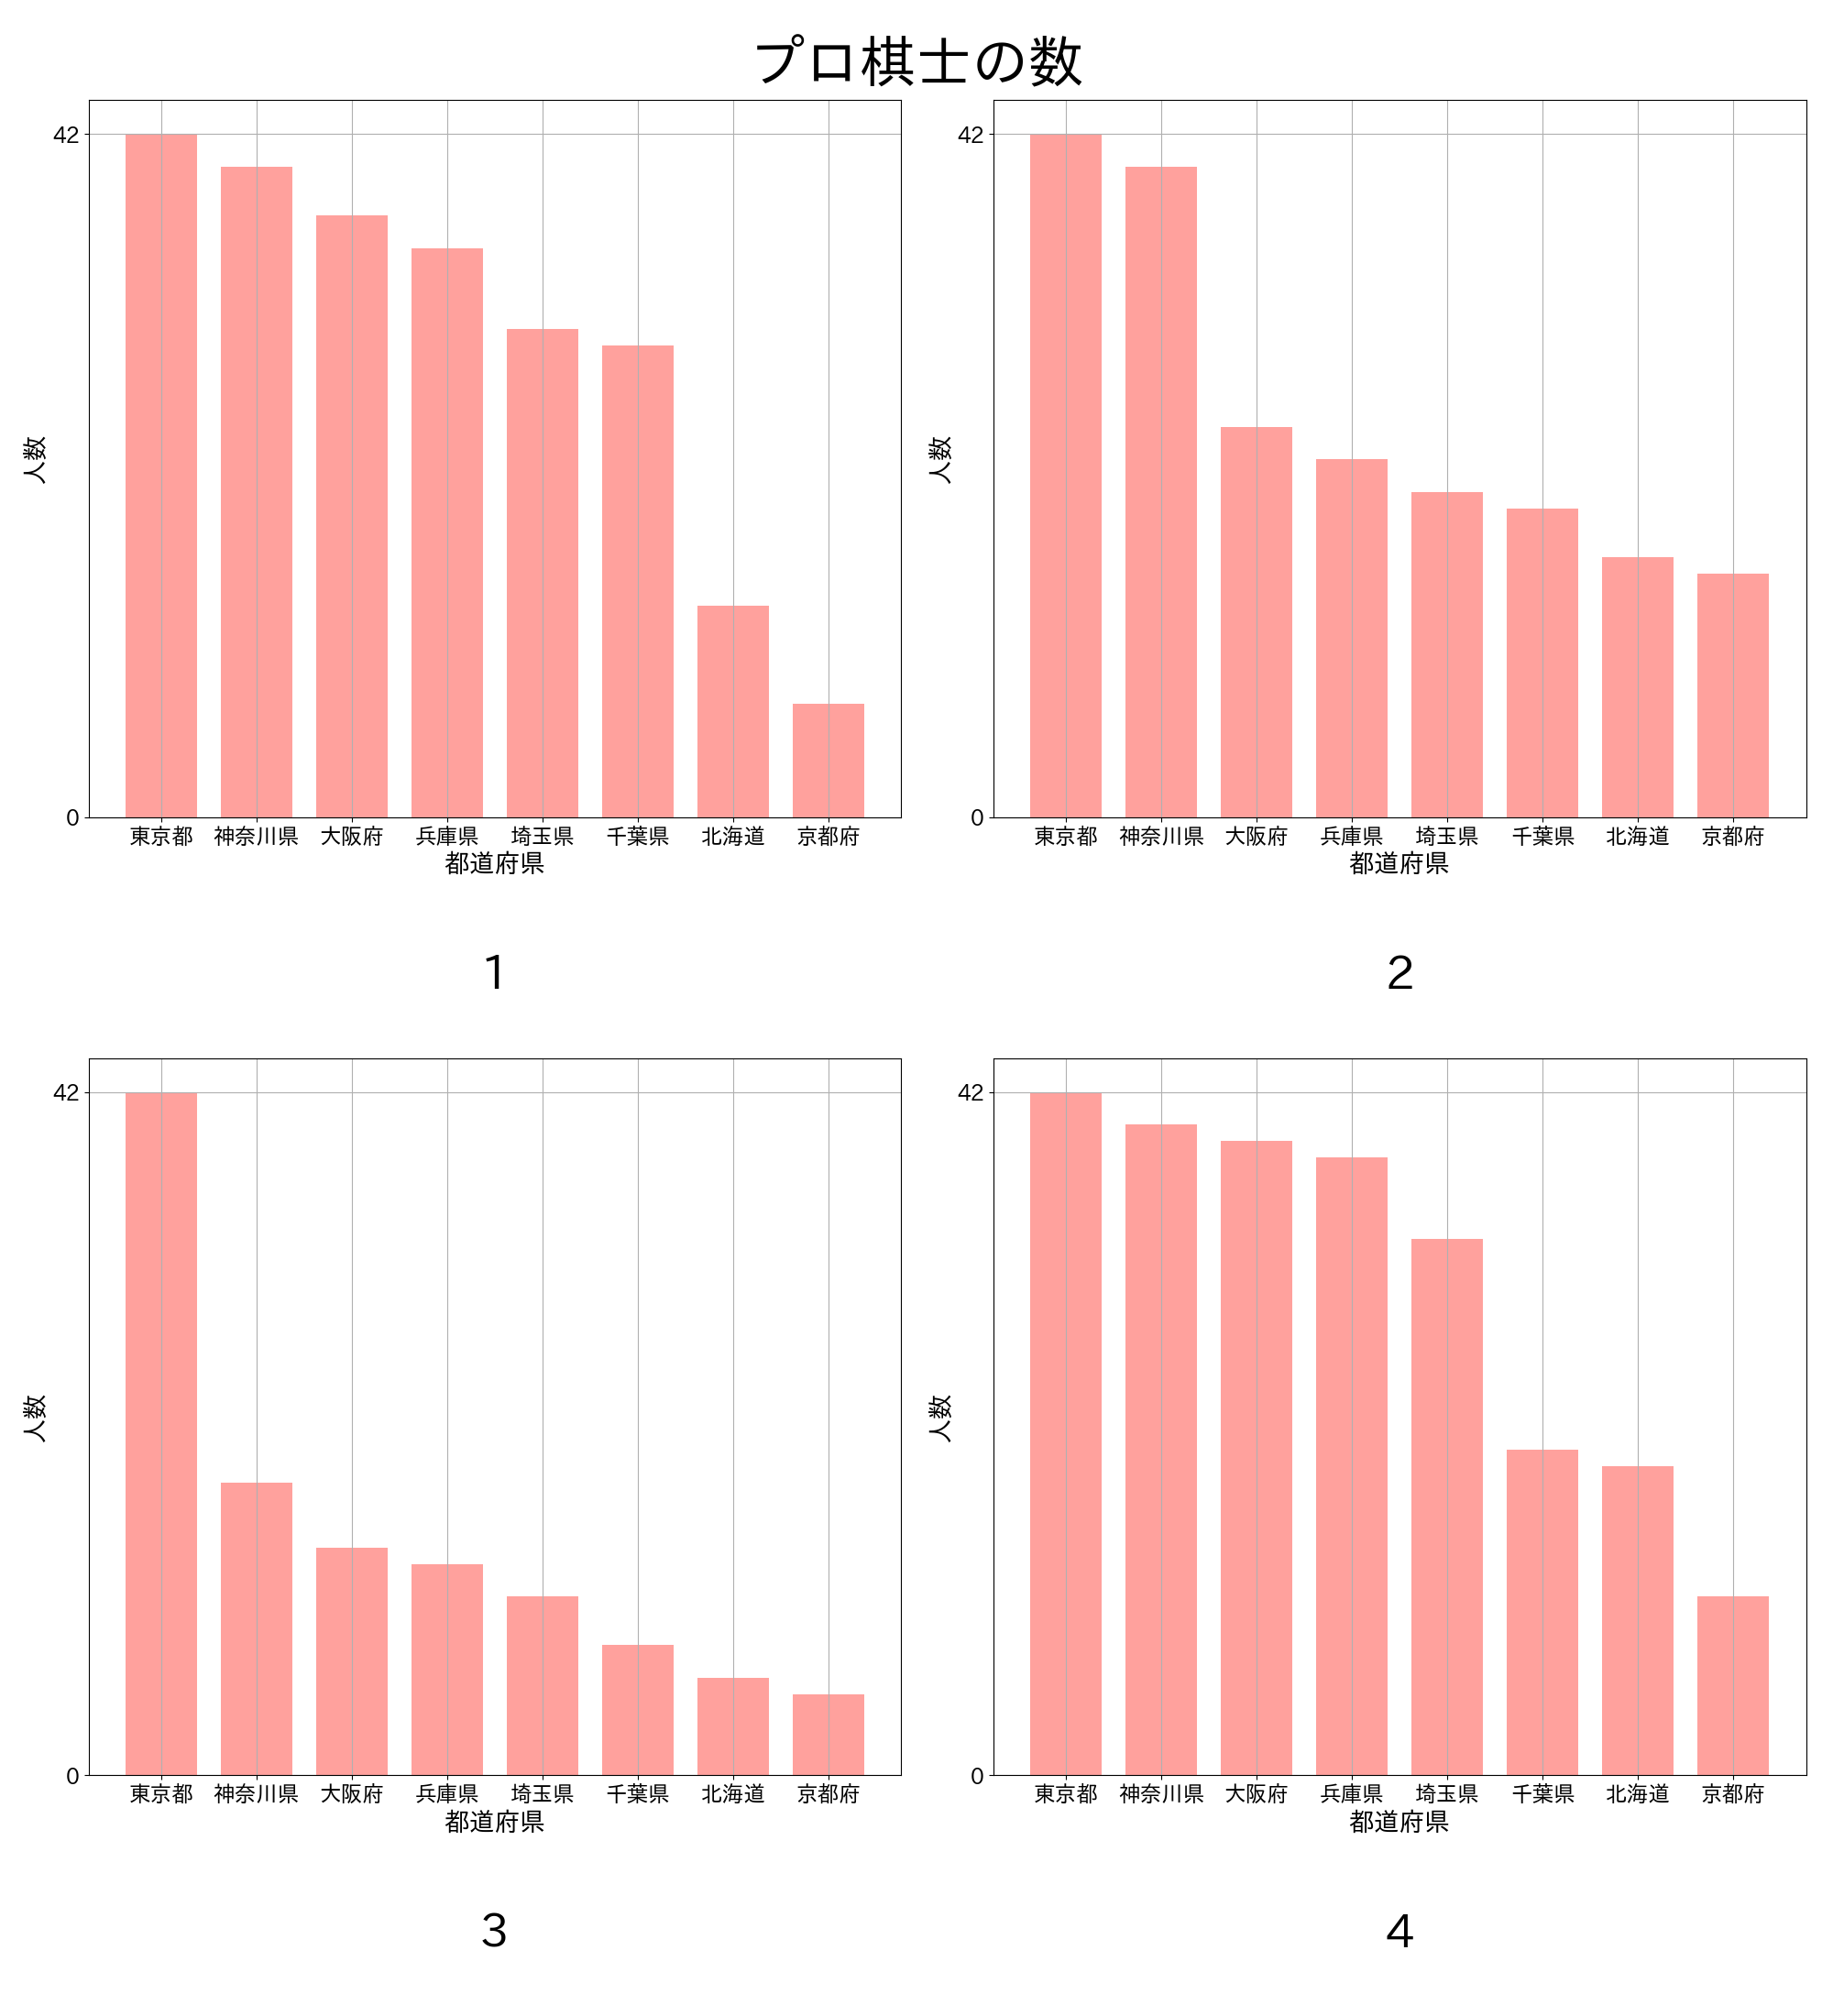 プロ棋士の数
42
0
人数
東京都 神奈川県 大阪府 兵庫県 埼玉県 千葉県 北海道 京都府
都道府県
1
42
0
人数
東京都 神奈川県 大阪府 兵庫県 埼玉県 千葉県 北海道 京都府
都道府県
2
42
0
人数
東京都 神奈川県 大阪府 兵庫県 埼玉県 千葉県 北海道 京都府
都道府県
3
42
0
人数
東京都 神奈川県 大阪府 兵庫県 埼玉県 千葉県 北海道 京都府
都道府県
4